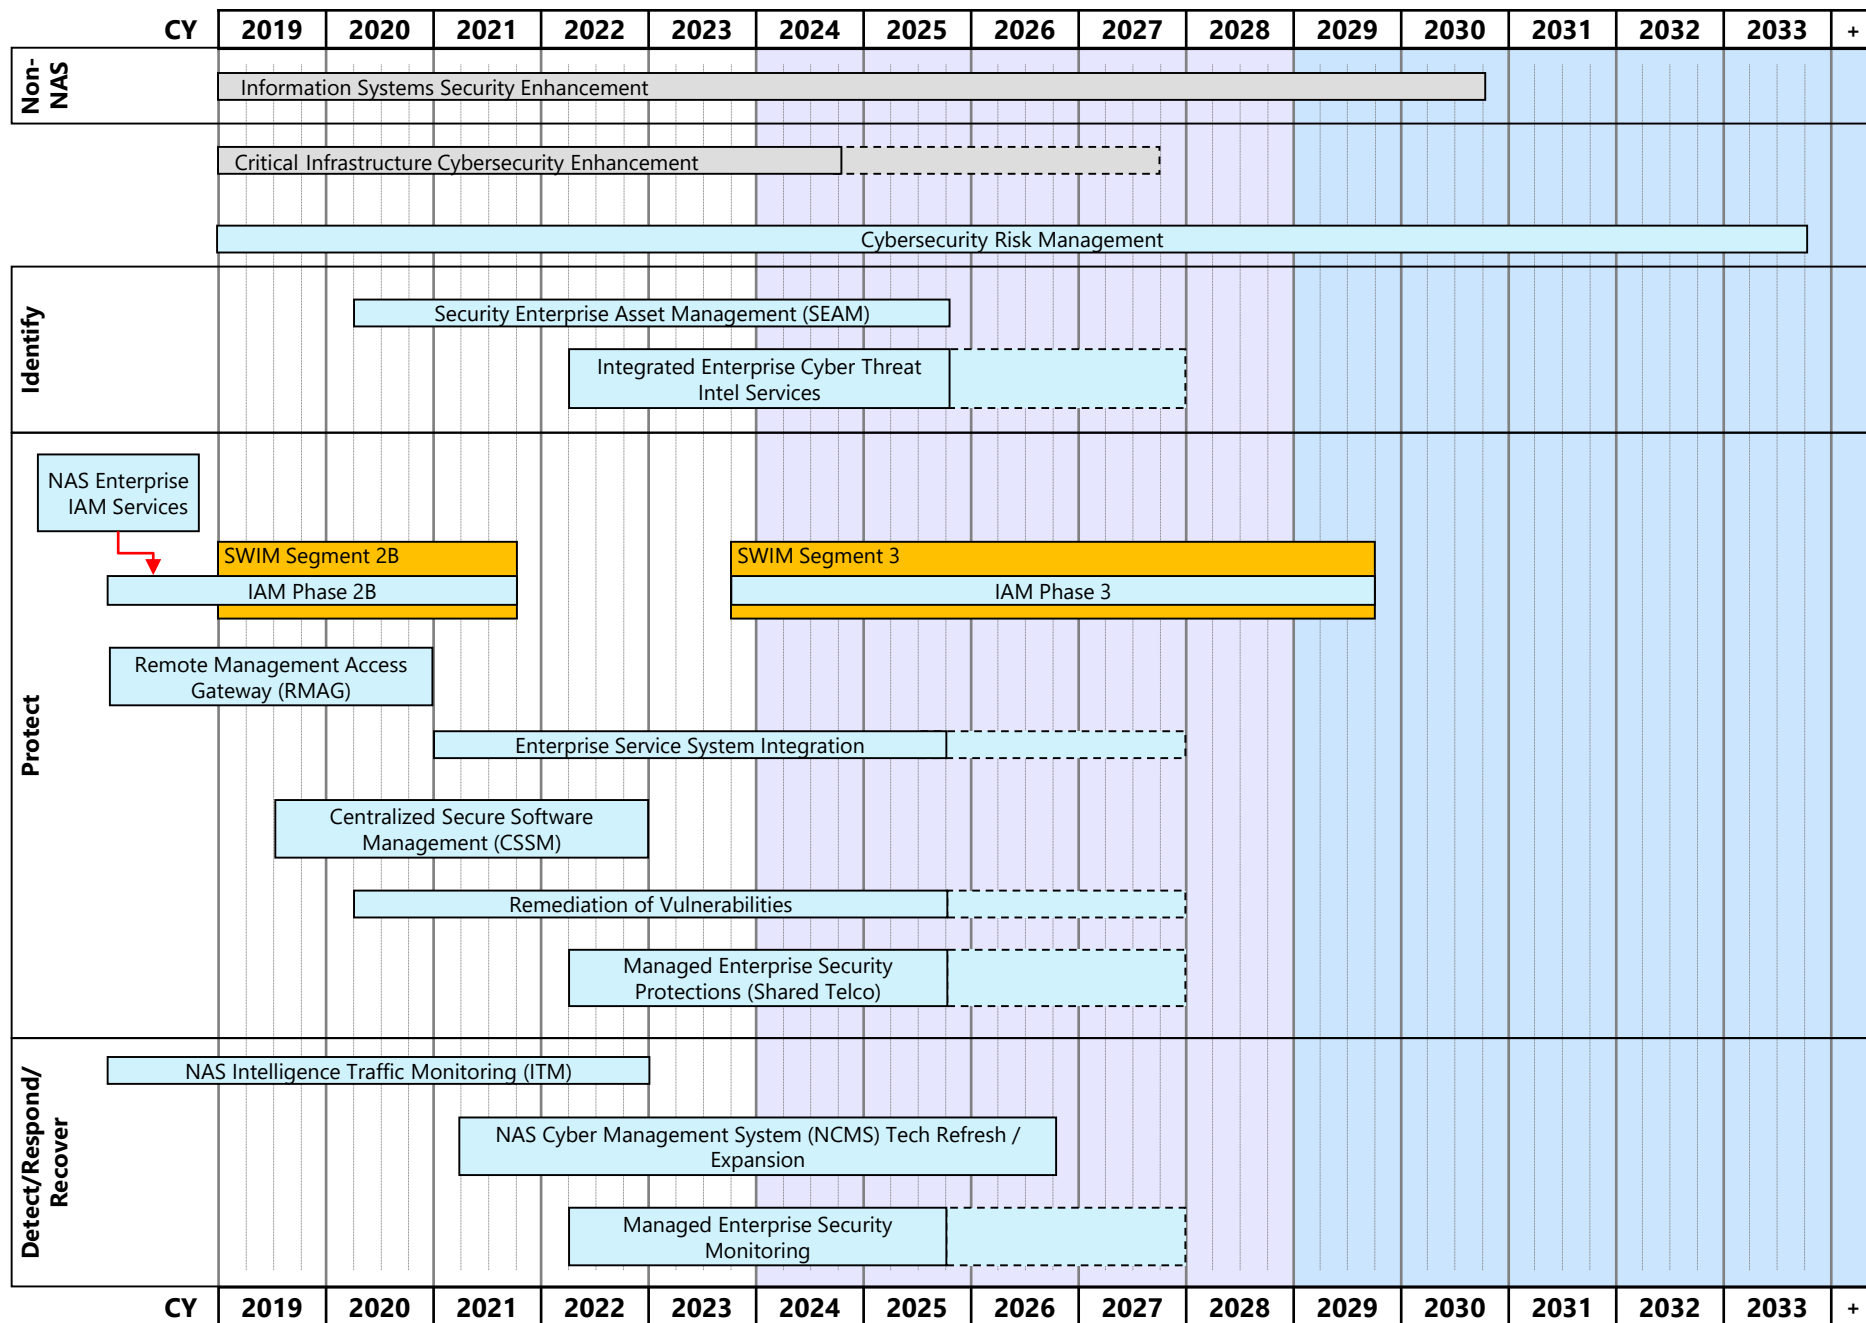 CY 2019 2020 2021 2022 2023 2024 2025 2026 2027 2028 2029 2030 2031 2032 2033 +
Non-
NAS
Information Systems Security Enhancement
Critical Infrastructure Cybersecurity Enhancement
Cybersecurity Risk Management
Identify
Security Enterprise Asset Management (SEAM)
Integrated Enterprise Cyber Threat
Intel Services
Protect
NAS Enterprise
IAM Services
SWIM Segment 2B
IAM Phase 2B
SWIM Segment 3
IAM Phase 3
Remote Management Access
Gateway (RMAG)
Enterprise Service System Integration
Centralized Secure Software
Management (CSSM)
Remediation of Vulnerabilities
Managed Enterprise Security
Protections (Shared Telco)
Detect/Respond/
Recover
NAS Intelligence Traffic Monitoring (ITM)
NAS Cyber Management System (NCMS) Tech Refresh /
Expansion
Managed Enterprise Security
Monitoring
CY 2019 2020 2021 2022 2023 2024 2025 2026 2027 2028 2029 2030 2031 2032 2033 +